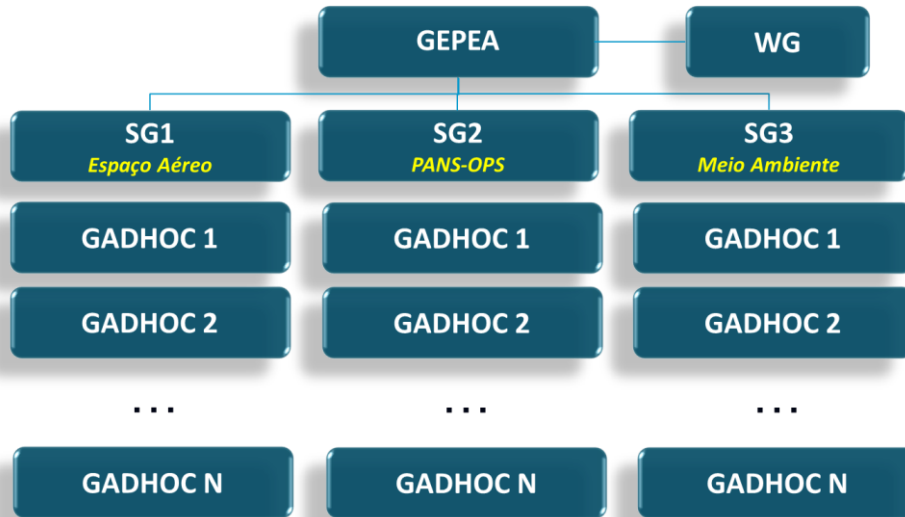 GEPEA
WG
SG1
Espaço Aéreo
SG2
PANS-OPS
SG3
Meio Ambiente
GADHOC 1
GADHOC 1
GADHOC 1
GADHOC 2
GADHOC 2
GADHOC 2
...
...
...
GADHOC N
GADHOC N
GADHOC N